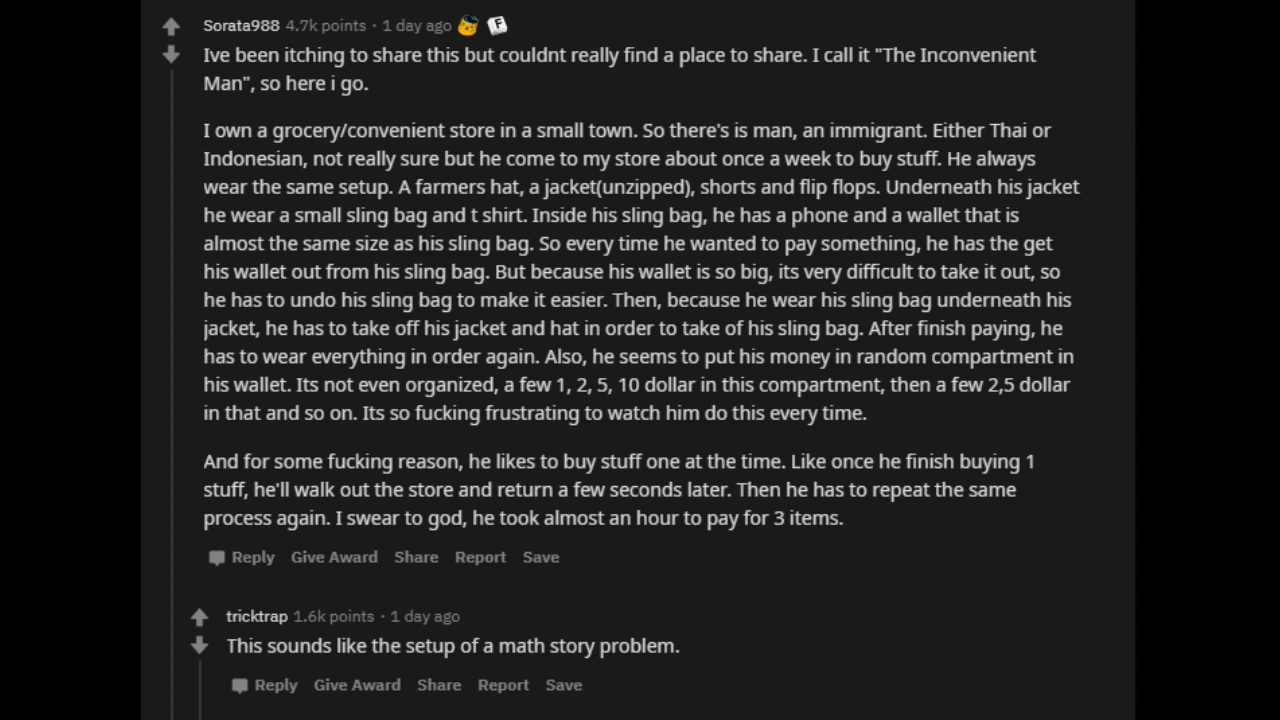 Sorata988 4.7k points · 1 day ago F
Ive been itching to share this but couldnt really find a place to share. I call it "The Inconvenient
Man", so here i go.
I own a grocery/convenient store in a small town. So there's is man, an immigrant. Either Thai or
Indonesian, not really sure but he come to my store about once a week to buy stuff. He always
wear the same setup. A farmers hat, a jacket(unzipped), shorts and flip flops. Underneath his jacket
he wear a small sling bag and t shirt. Inside his sling bag, he has a phone and a wallet that is
almost the same size as his sling bag. So every time he wanted to pay something, he has the get
his wallet out from his sling bag. But because his wallet is so big, its very difficult to take it out, so
he has to undo his sling bag to make it easier. Then, because he wear his sling bag underneath his
jacket, he has to take off his jacket and hat in order to take of his sling bag. After finish paying, he
has to wear everything in order again. Also, he seems to put his money in random compartment in
his wallet. Its not even organized, a few 1, 2, 5, 10 dollar in this compartment, then a few 2,5 dollar
in that and so on. Its so fucking frustrating to watch him do this every time.
And for some fucking reason, he likes to buy stuff one at the time. Like once he finish buying 1
stuff, he'll walk out the store and return a few seconds later. Then he has to repeat the same
process again. I swear to god, he took almost an hour to pay for 3 items.
Reply Give Award Share Report Save
tricktrap 1.6k points · 1 day ago
This sounds like the setup of a math story problem.
Reply Give Award Share Report Save